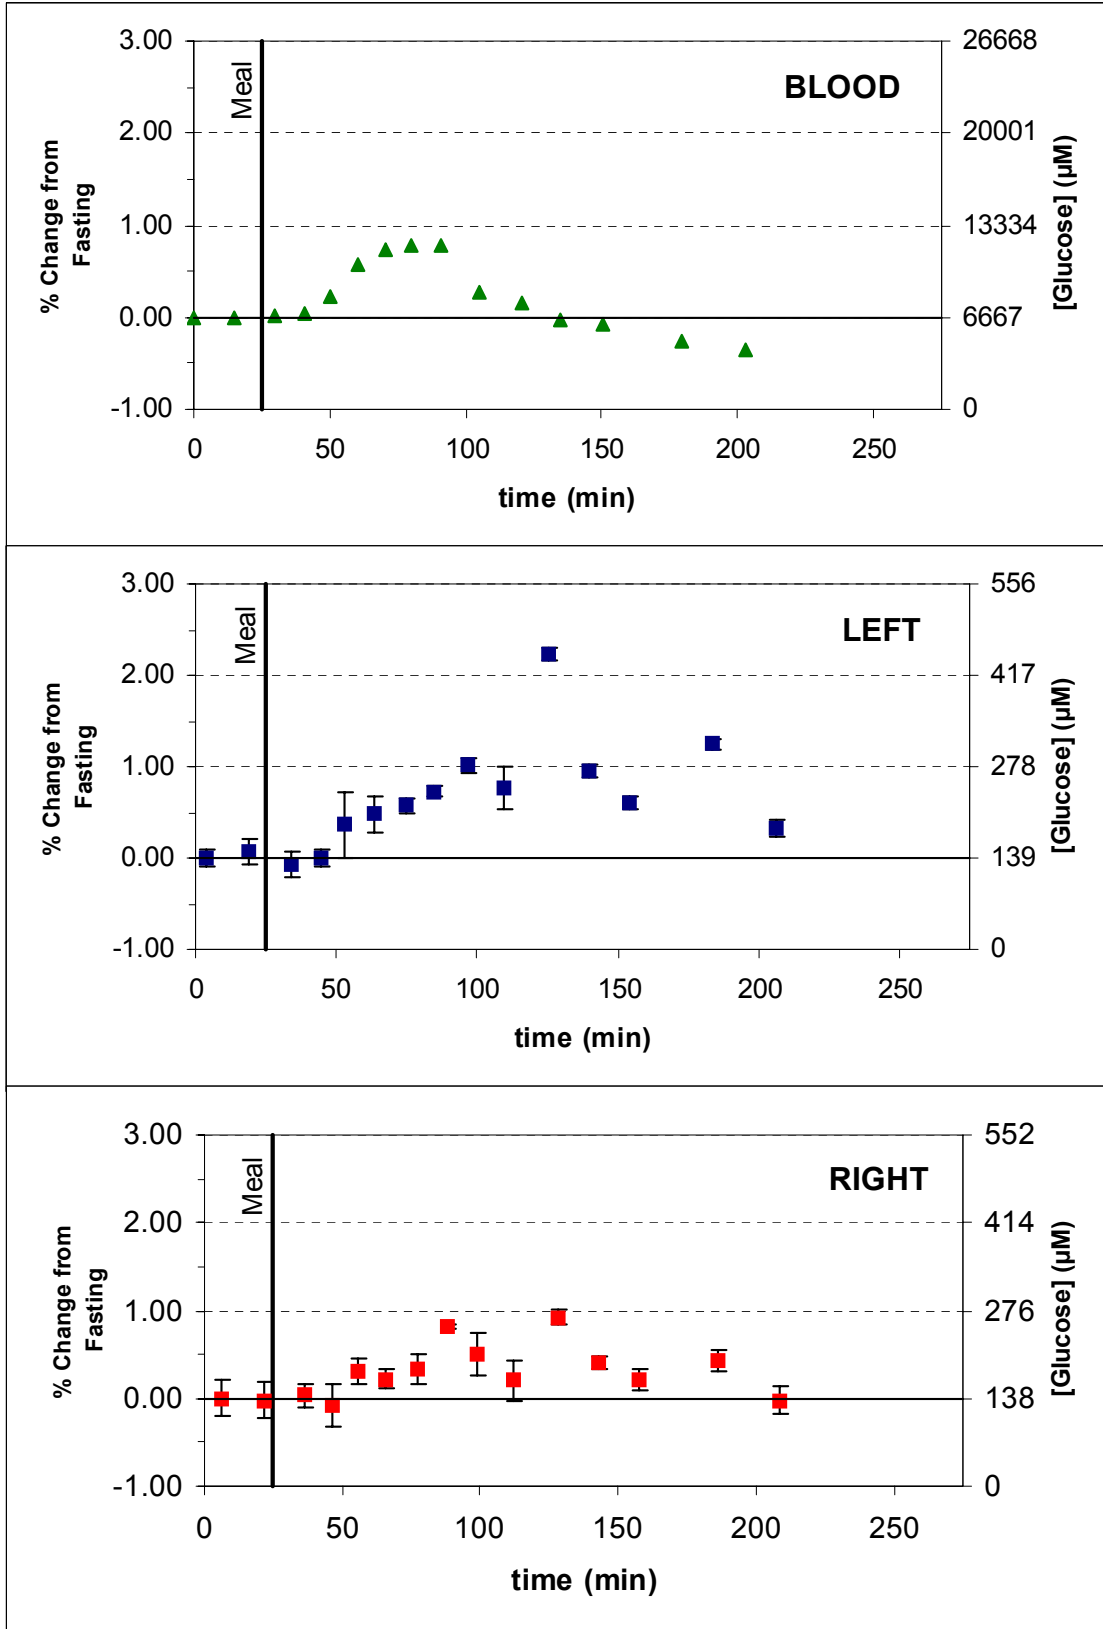 3.00
2.00
1.00
0.00
-1.00
% Change from
Fasting
Meal
BLOOD
26668
20001
13334
6667
0
[Glucose] (µM)
0 50 100 150 200 250
time (min)
3.00
2.00
1.00
0.00
-1.00
% Change from
Fasting
Meal
LEFT
556
417
278
139
0
[Glucose] (µM)
0 50 100 150 200 250
time (min)
3.00
2.00
1.00
0.00
-1.00
% Change from
Fasting
Meal
RIGHT
552
414
276
138
0
[Glucose] (µM)
0 50 100 150 200 250
time (min)